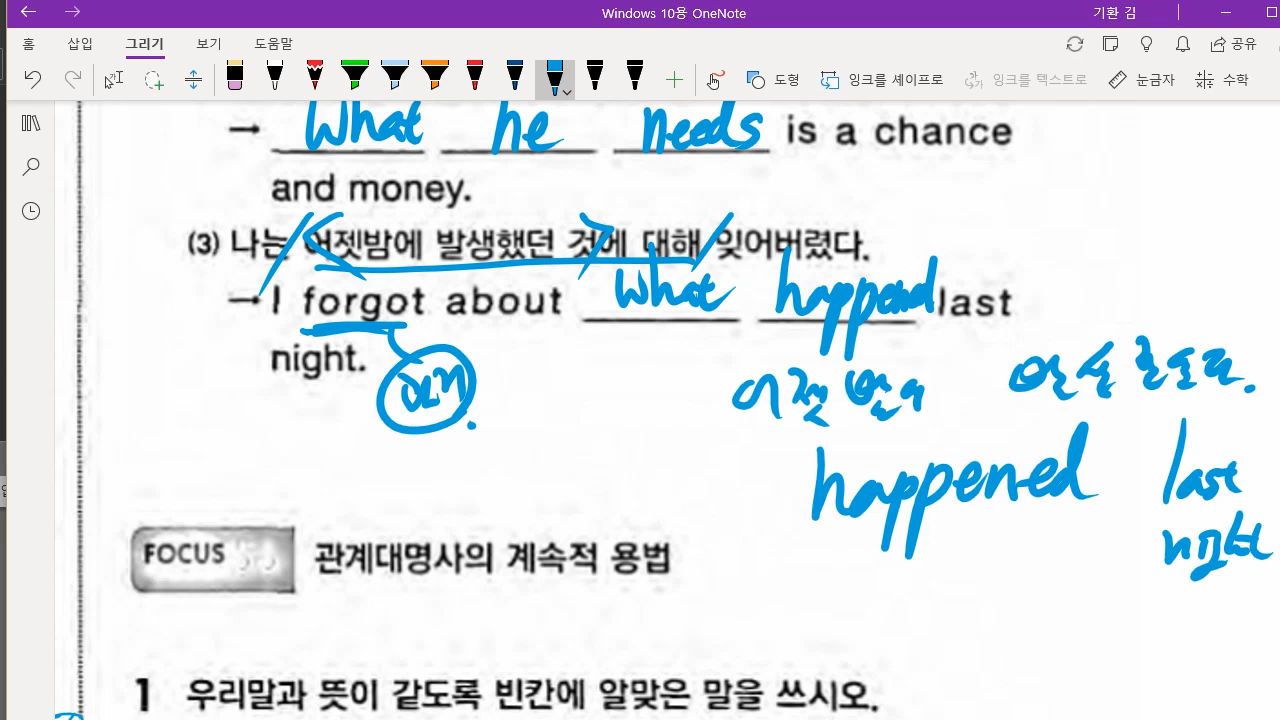 Windows 10용 OneNote
기환 김
홈 삽입 그리기 보기 도움말
공유
도형 잉크를 셰이프로 잉크를 텍스트로 눈금자 수학
→ What he needs is a chance
and money.
(3) 나는 어젯밤에 발생했던 것에 대해 잊어버렸다.
→ I forgot about what happend last
night.
어젯밤에
happened last
night
FOCUS
관계대명사의 계속적 용법
1 우리말과 뜻이 같도록 빈칸에 알맞은 말을 쓰시오.